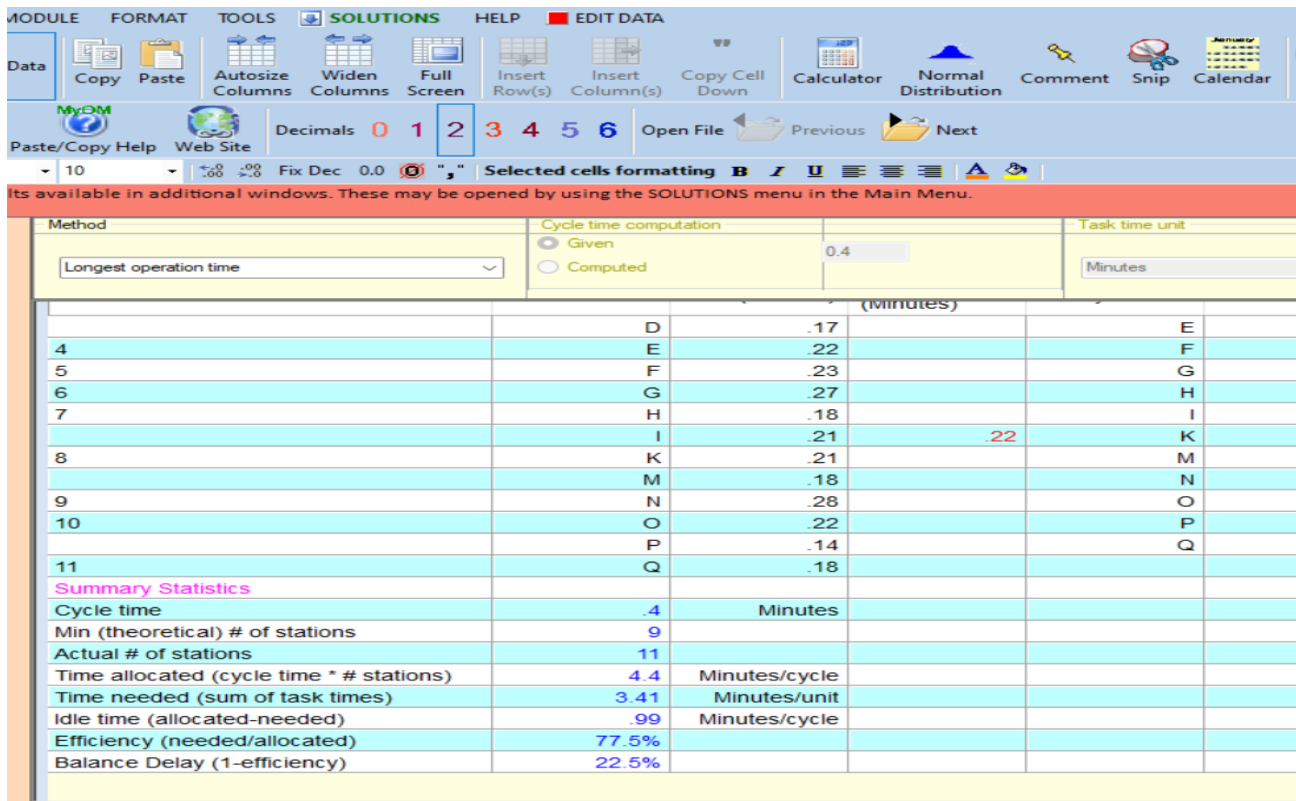 MODULE FORMAT TOOLS SOLUTIONS HELP EDIT DATA
Data Copy Paste Autosize Columns Widen Columns Full Screen Insert Row(s) Insert Column(s) Copy Cell Down Calculator Normal Distribution Comment Snip January Calendar
MyOM Paste/Copy Help Web Site Decimals 0 1 2 3 4 5 6 Open File Previous Next
10 Fix Dec 0.0 "," Selected cells formatting B I U A
lts available in additional windows. These may be opened by using the SOLUTIONS menu in the Main Menu.
Method Cycle time computation Task time unit
Given 0.4
Longest operation time Computed Minutes
(Minutes)
D .17 E
4 E .22 F
5 F .23 G
6 G .27 H
7 H .18 I
I .21 .22 K
8 K .21 M
M .18 N
9 N .28 O
10 O .22 P
P .14 Q
11 Q .18
Summary Statistics
Cycle time .4 Minutes
Min (theoretical) # of stations 9
Actual # of stations 11
Time allocated (cycle time * # stations) 4.4 Minutes/cycle
Time needed (sum of task times) 3.41 Minutes/unit
Idle time (allocated-needed) .99 Minutes/cycle
Efficiency (needed/allocated) 77.5%
Balance Delay (1-efficiency) 22.5%